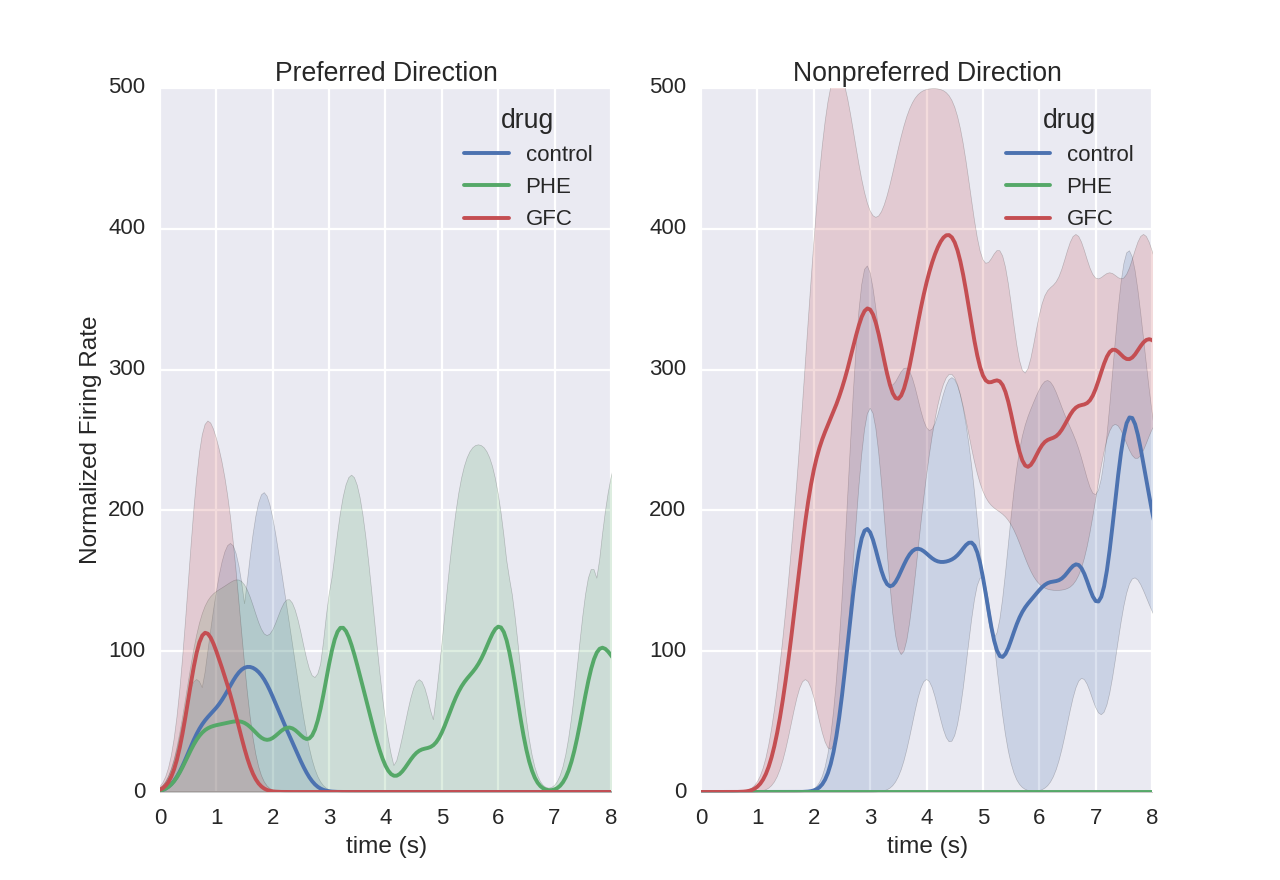 Preferred Direction
Nonpreferred Direction
Normalized Firing Rate
500
400
300
200
100
0
drug
control
PHE
GFC
0 1 2 3 4 5 6 7 8
time (s)
500
400
300
200
100
0
drug
control
PHE
GFC
0 1 2 3 4 5 6 7 8
time (s)